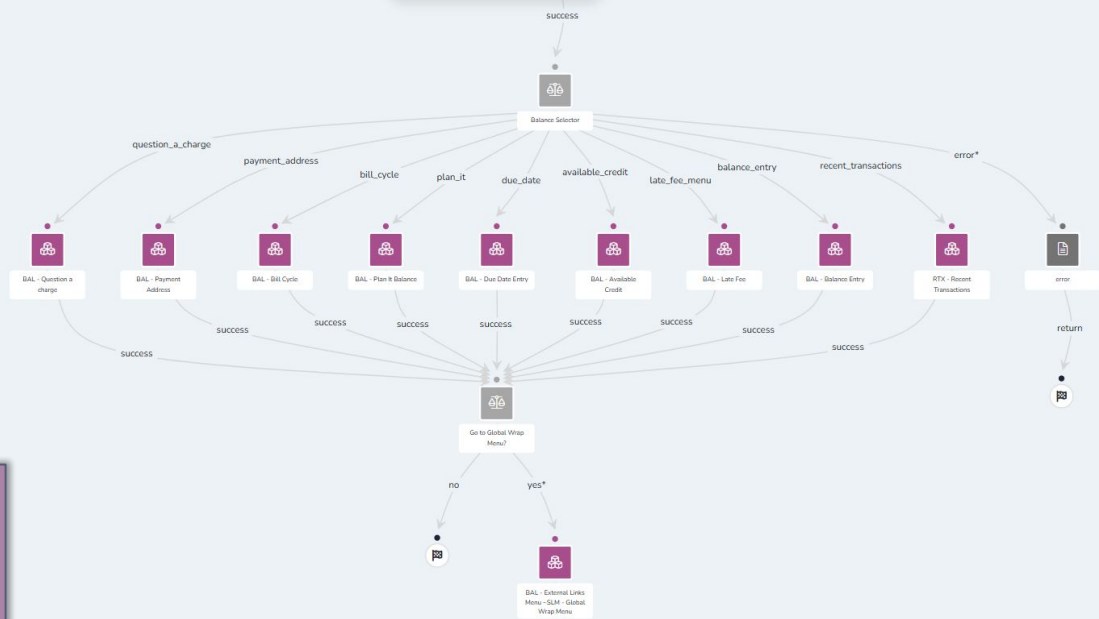 success
Balance Selector
question_a_charge
payment_address
bill_cycle
plan_it
due_date
available_credit
late_fee_menu
balance_entry
recent_transactions
error*
BAL - Question a
charge
BAL - Payment
Address
BAL - Bill Cycle
BAL - Plan It Balance
BAL - Due Date Entry
BAL - Available
Credit
BAL - Late Fee
BAL - Balance Entry
RTX - Recent
Transactions
error
success
success
success
success
success
success
success
success
success
return
Go to Global Wrap
Menu?
no
yes*
BAL - External Links
Menu - SLM - Global
Wrap Menu